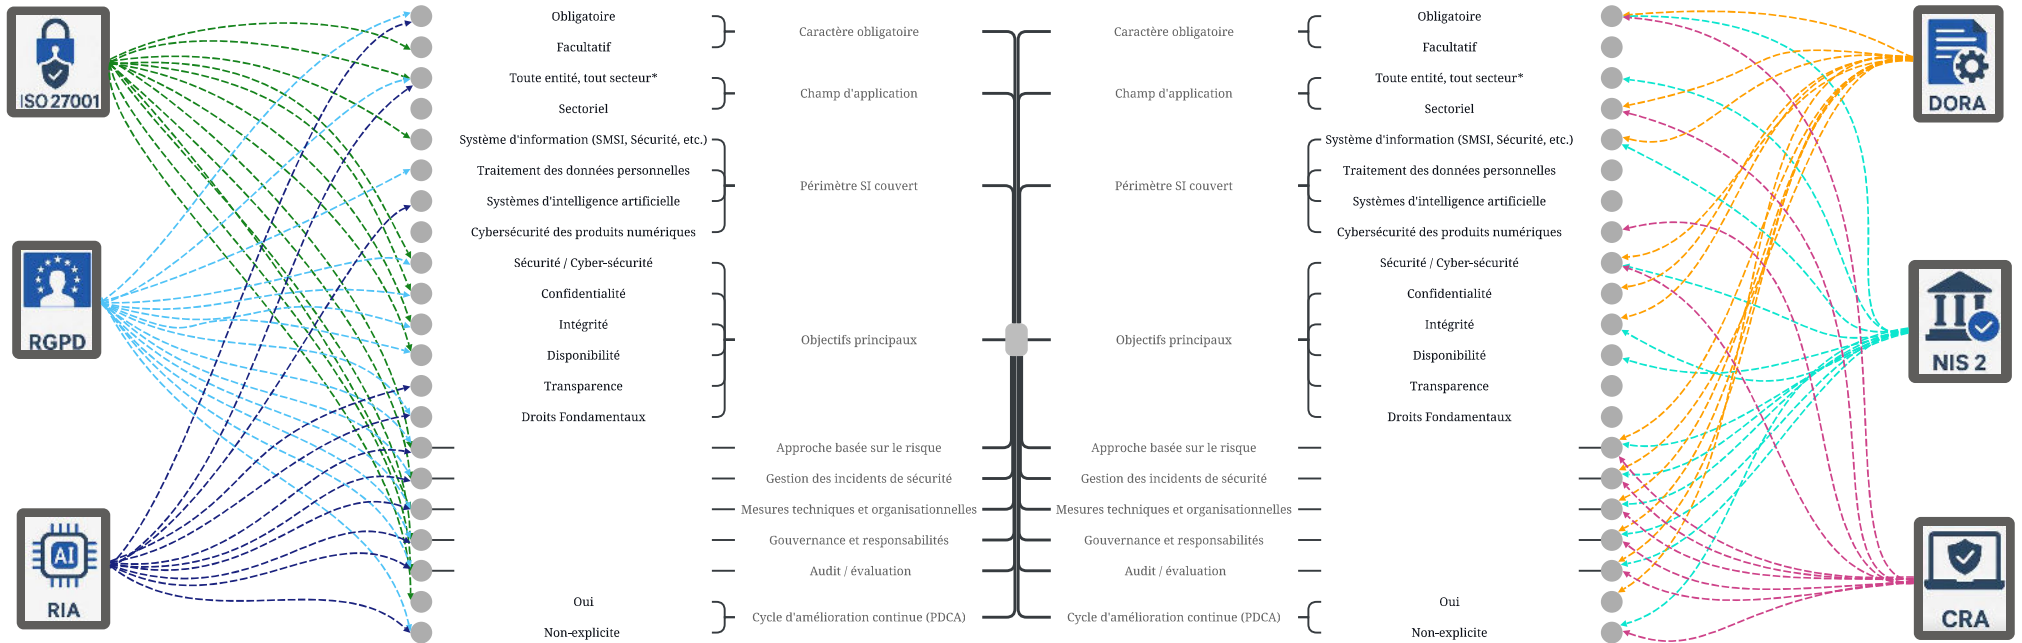 ISO 27001
RGPD
AI
RIA
Obligatoire
Facultatif
Toute entité, tout secteur*
Sectoriel
Système d'information (SMSI, Sécurité, etc.)
Traitement des données personnelles
Systèmes d'intelligence artificielle
Cybersécurité des produits numériques
Sécurité / Cyber-sécurité
Confidentialité
Intégrité
Disponibilité
Transparence
Droits Fondamentaux
Oui
Non-explicite
Caractère obligatoire
Champ d'application
Périmètre SI couvert
Objectifs principaux
Approche basée sur le risque
Gestion des incidents de sécurité
Mesures techniques et organisationnelles
Gouvernance et responsabilités
Audit / évaluation
Cycle d'amélioration continue (PDCA)
Caractère obligatoire
Champ d'application
Périmètre SI couvert
Objectifs principaux
Approche basée sur le risque
Gestion des incidents de sécurité
Mesures techniques et organisationnelles
Gouvernance et responsabilités
Audit / évaluation
Cycle d'amélioration continue (PDCA)
Obligatoire
Facultatif
Toute entité, tout secteur*
Sectoriel
Système d'information (SMSI, Sécurité, etc.)
Traitement des données personnelles
Systèmes d'intelligence artificielle
Cybersécurité des produits numériques
Sécurité / Cyber-sécurité
Confidentialité
Intégrité
Disponibilité
Transparence
Droits Fondamentaux
Oui
Non-explicite
DORA
NIS 2
CRA